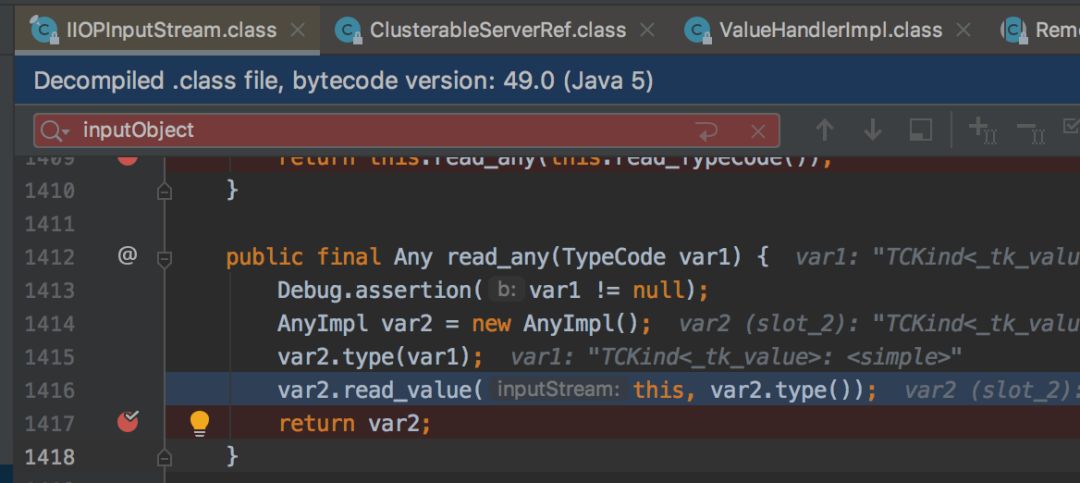 IIOPInputStream.class × ClusterableServerRef.class × ValueHandlerImpl.class × Rem
Decompiled .class file, bytecode version: 49.0 (Java 5)
inputObject
1409 return this.read_any(this.read_TypeCode());
1410 }
1411
1412 @ public final Any read_any(TypeCode var1) { var1: "TCKind<_tk_valu
1413 Debug.assertion( b: var1 != null);
1414 AnyImpl var2 = new AnyImpl(); var2 (slot_2): "TCKind<_tk_valu
1415 var2.type(var1); var1: "TCKind<_tk_value>: <simple>"
1416 var2.read_value( inputStream: this, var2.type()); var2 (slot_2):
1417 return var2;
1418 }